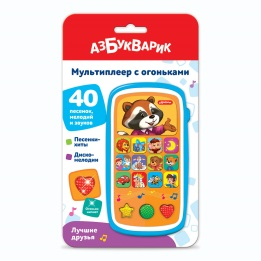 АЗБУКВАРИК
Мультиплеер с огоньками
40
песенок,
мелодий
и звуков
Песенки-
хиты
Диско-
мелодии
Лучшие
друзья